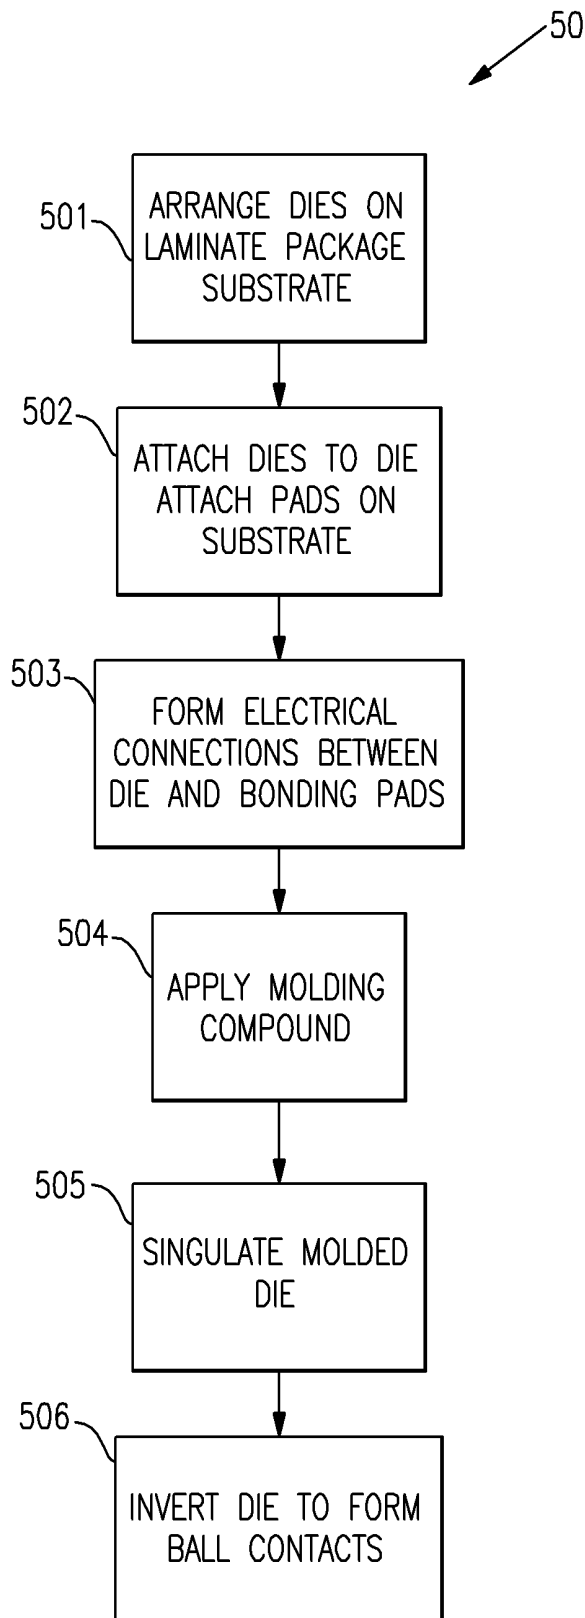 50
501
ARRANGE DIES ON
LAMINATE PACKAGE
SUBSTRATE
502
ATTACH DIES TO DIE
ATTACH PADS ON
SUBSTRATE
503
FORM ELECTRICAL
CONNECTIONS BETWEEN
DIE AND BONDING PADS
504
APPLY MOLDING
COMPOUND
505
SINGULATE MOLDED
DIE
506
INVERT DIE TO FORM
BALL CONTACTS